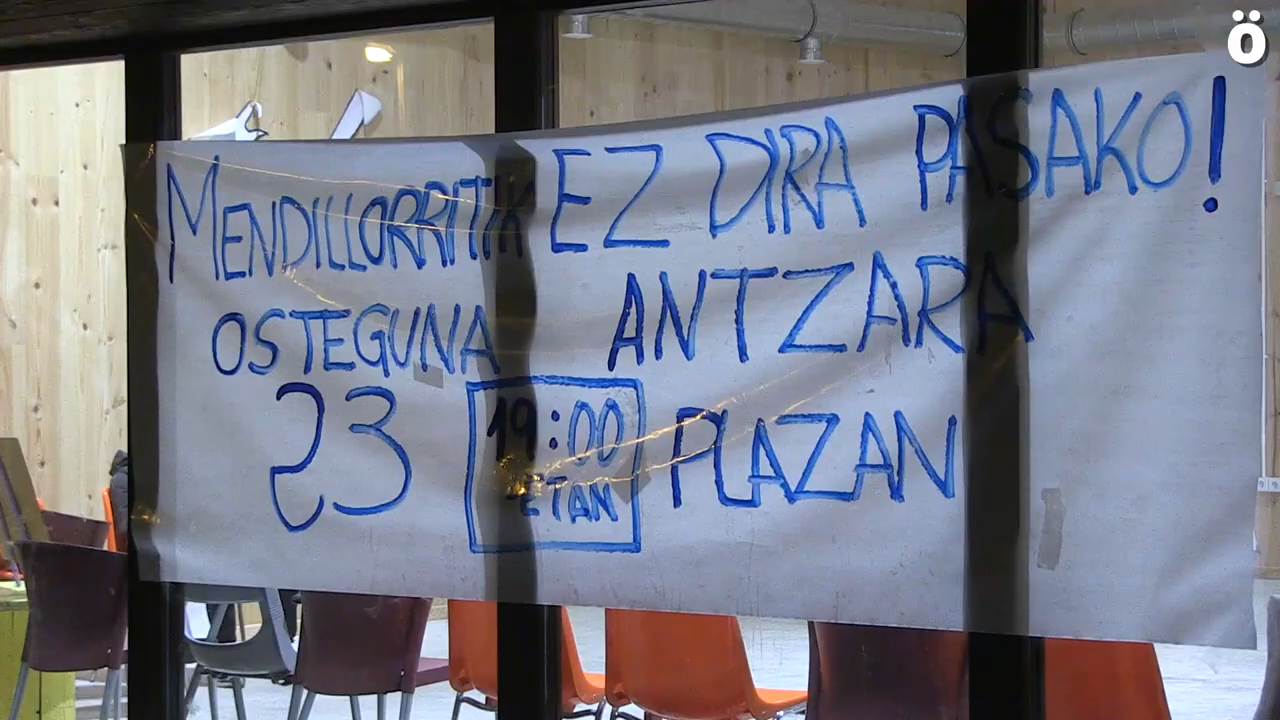 MENDILLORRITIK EZ DIRA PASAKO!
OSTEGUNA ANTZARA
23 19:00 PLAZAN
ETAN
ö